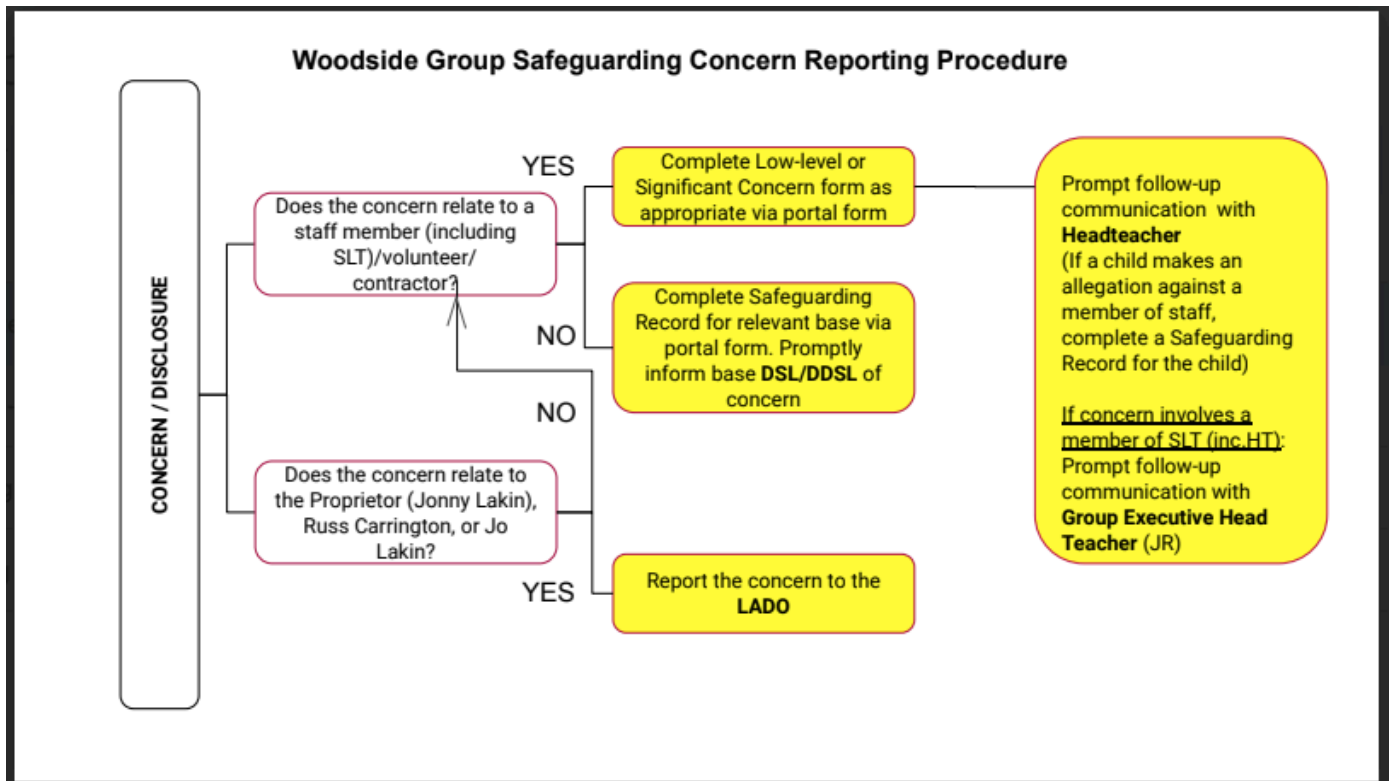 Woodside Group Safeguarding Concern Reporting Procedure
CONCERN / DISCLOSURE
Does the concern relate to a
staff member (including
SLT)/volunteer/
contractor?
YES
Complete Low-level or
Significant Concern form as
appropriate via portal form
Prompt follow-up
communication with
Headteacher
(If a child makes an
allegation against a
member of staff,
complete a Safeguarding
Record for the child)
If concern involves a
member of SLT (inc.HT):
Prompt follow-up
communication with
Group Executive Head
Teacher (JR)
NO
Complete Safeguarding
Record for relevant base via
portal form. Promptly
inform base DSL/DDSL of
concern
Does the concern relate to
the Proprietor (Jonny Lakin),
Russ Carrington, or Jo
Lakin?
NO
YES
Report the concern to the
LADO